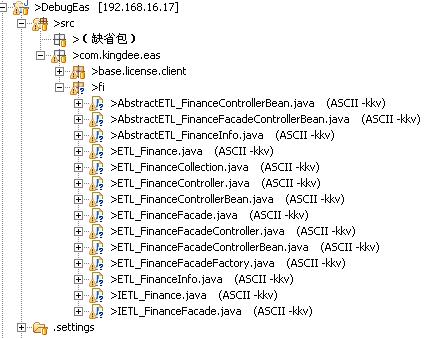 >DebugEas [192.168.16.17]
>src
>(缺省包)
>com.kingdee.eas
>base.license.client
>fi
>AbstractETL_FinanceControllerBean.java (ASCII -kkv)
>AbstractETL_FinanceFacadeControllerBean.java (ASCII -kkv)
>AbstractETL_FinanceInfo.java (ASCII -kkv)
>ETL_Finance.java (ASCII -kkv)
>ETL_FinanceCollection.java (ASCII -kkv)
>ETL_FinanceController.java (ASCII -kkv)
>ETL_FinanceControllerBean.java (ASCII -kkv)
>ETL_FinanceFacade.java (ASCII -kkv)
>ETL_FinanceFacadeController.java (ASCII -kkv)
>ETL_FinanceFacadeControllerBean.java (ASCII -kkv)
>ETL_FinanceFacadeFactory.java (ASCII -kkv)
>ETL_FinanceInfo.java (ASCII -kkv)
>IETL_Finance.java (ASCII -kkv)
>IETL_FinanceFacade.java (ASCII -kkv)
.settings